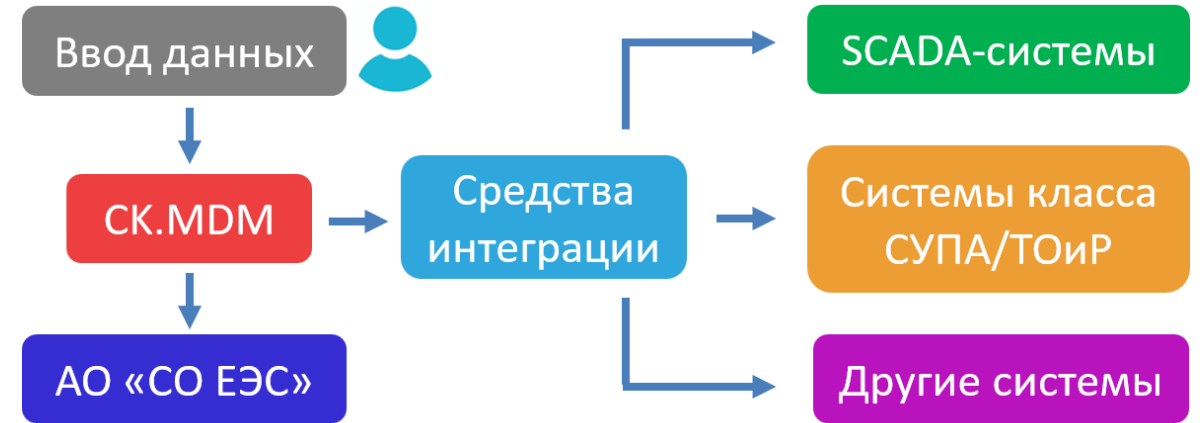 Ввод данных
SCADA-системы
СК.MDM
Средства
интеграции
Системы класса
СУПА/ТОиР
АО «СО ЕЭС»
Другие системы